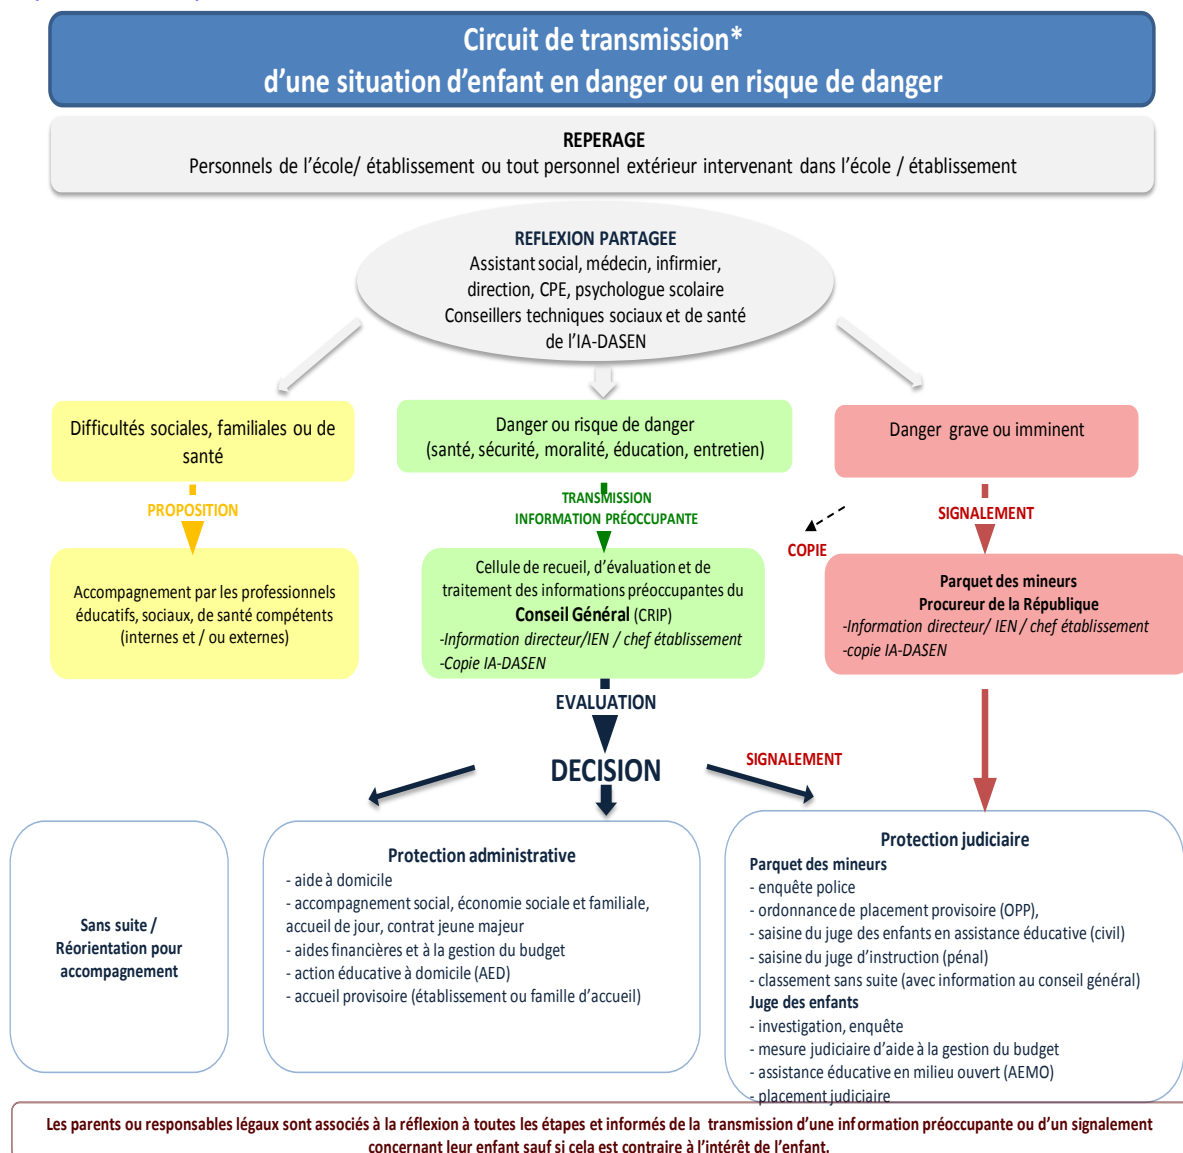 Circuit de transmission*
d’une situation d’enfant en danger ou en risque de danger
REPERAGE
Personnels de l’école/ établissement ou tout personnel extérieur intervenant dans l’école / établissement
REFLEXION PARTAGEE
Assistant social, médecin, infirmier,
direction, CPE, psychologue scolaire
Conseillers techniques sociaux et de santé
de l’IA-DASEN
Difficultés sociales, familiales ou de
santé
Danger ou risque de danger
(santé, sécurité, moralité, éducation, entretien)
Danger grave ou imminent
PROPOSITION
TRANSMISSION
INFORMATION PRÉOCCUPANTE
SIGNALEMENT
COPIE
Accompagnement par les professionnels
éducatifs, sociaux, de santé compétents
(internes et / ou externes)
Cellule de recueil, d’évaluation et de
traitement des informations préoccupantes du
Conseil Général (CRIP)
-Information directeur/IEN / chef établissement
-Copie IA-DASEN
Parquet des mineurs
Procureur de la République
-Information directeur/ IEN / chef établissement
-copie IA-DASEN
EVALUATION
DECISION
SIGNALEMENT
Sans suite /
Réorientation pour
accompagnement
Protection administrative
- aide à domicile
- accompagnement social, économie sociale et familiale,
accueil de jour, contrat jeune majeur
- aides financières et à la gestion du budget
- action éducative à domicile (AED)
- accueil provisoire (établissement ou famille d’accueil)
Protection judiciaire
Parquet des mineurs
- enquête police
- ordonnance de placement provisoire (OPP),
- saisine du juge des enfants en assistance éducative (civil)
- saisine du juge d’instruction (pénal)
- classement sans suite (avec information au conseil général)
Juge des enfants
- investigation, enquête
- mesure judiciaire d’aide à la gestion du budget
- assistance éducative en milieu ouvert (AEMO)
- placement judiciaire
Les parents ou responsables légaux sont associés à la réflexion à toutes les étapes et informés de la transmission d’une information préoccupante ou d’un signalement
concernant leur enfant sauf si cela est contraire à l’intérêt de l’enfant.